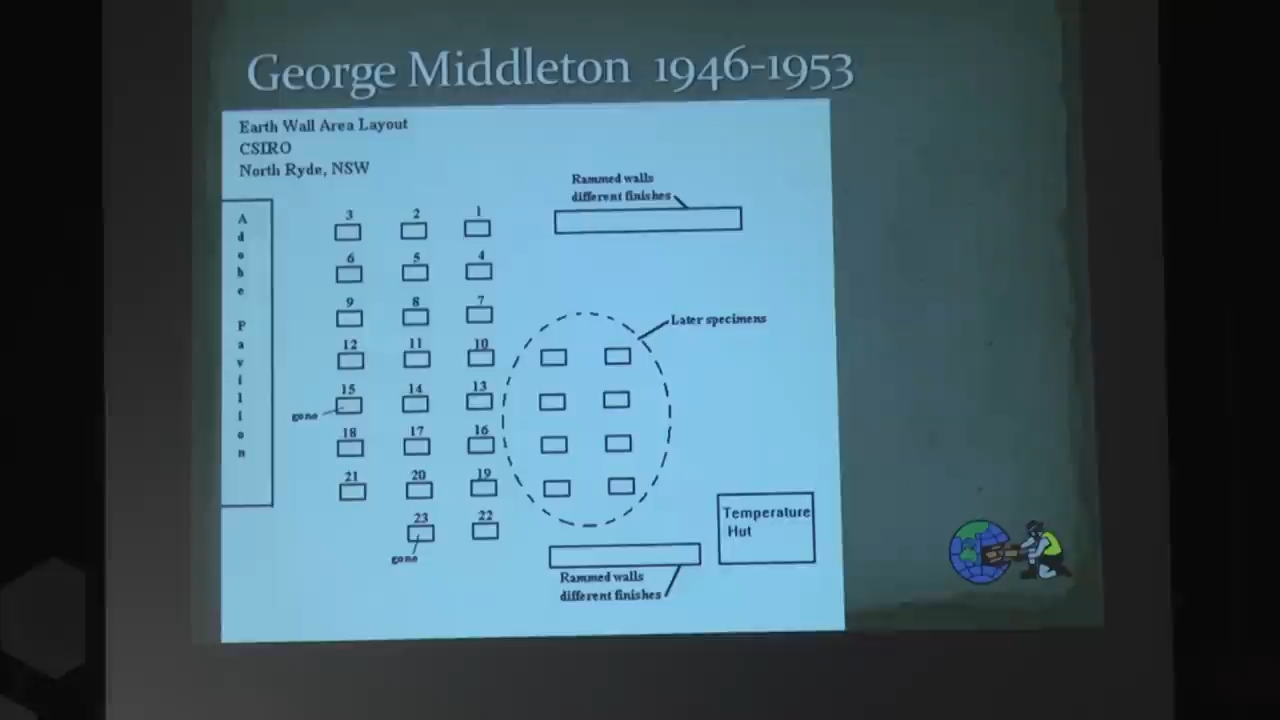 George Middleton 1946-1953
Earth Wall Area Layout
CSIRO
North Ryde, NSW
Rammed walls
different finishes
Adobe Pavilion
3 2 1
6 5 4
9 8 7
Later specimens
12 11 10
15 14 13
gone
18 17 16
21 20 19
23 22
gone
Temperature
Hut
Rammed walls
different finishes